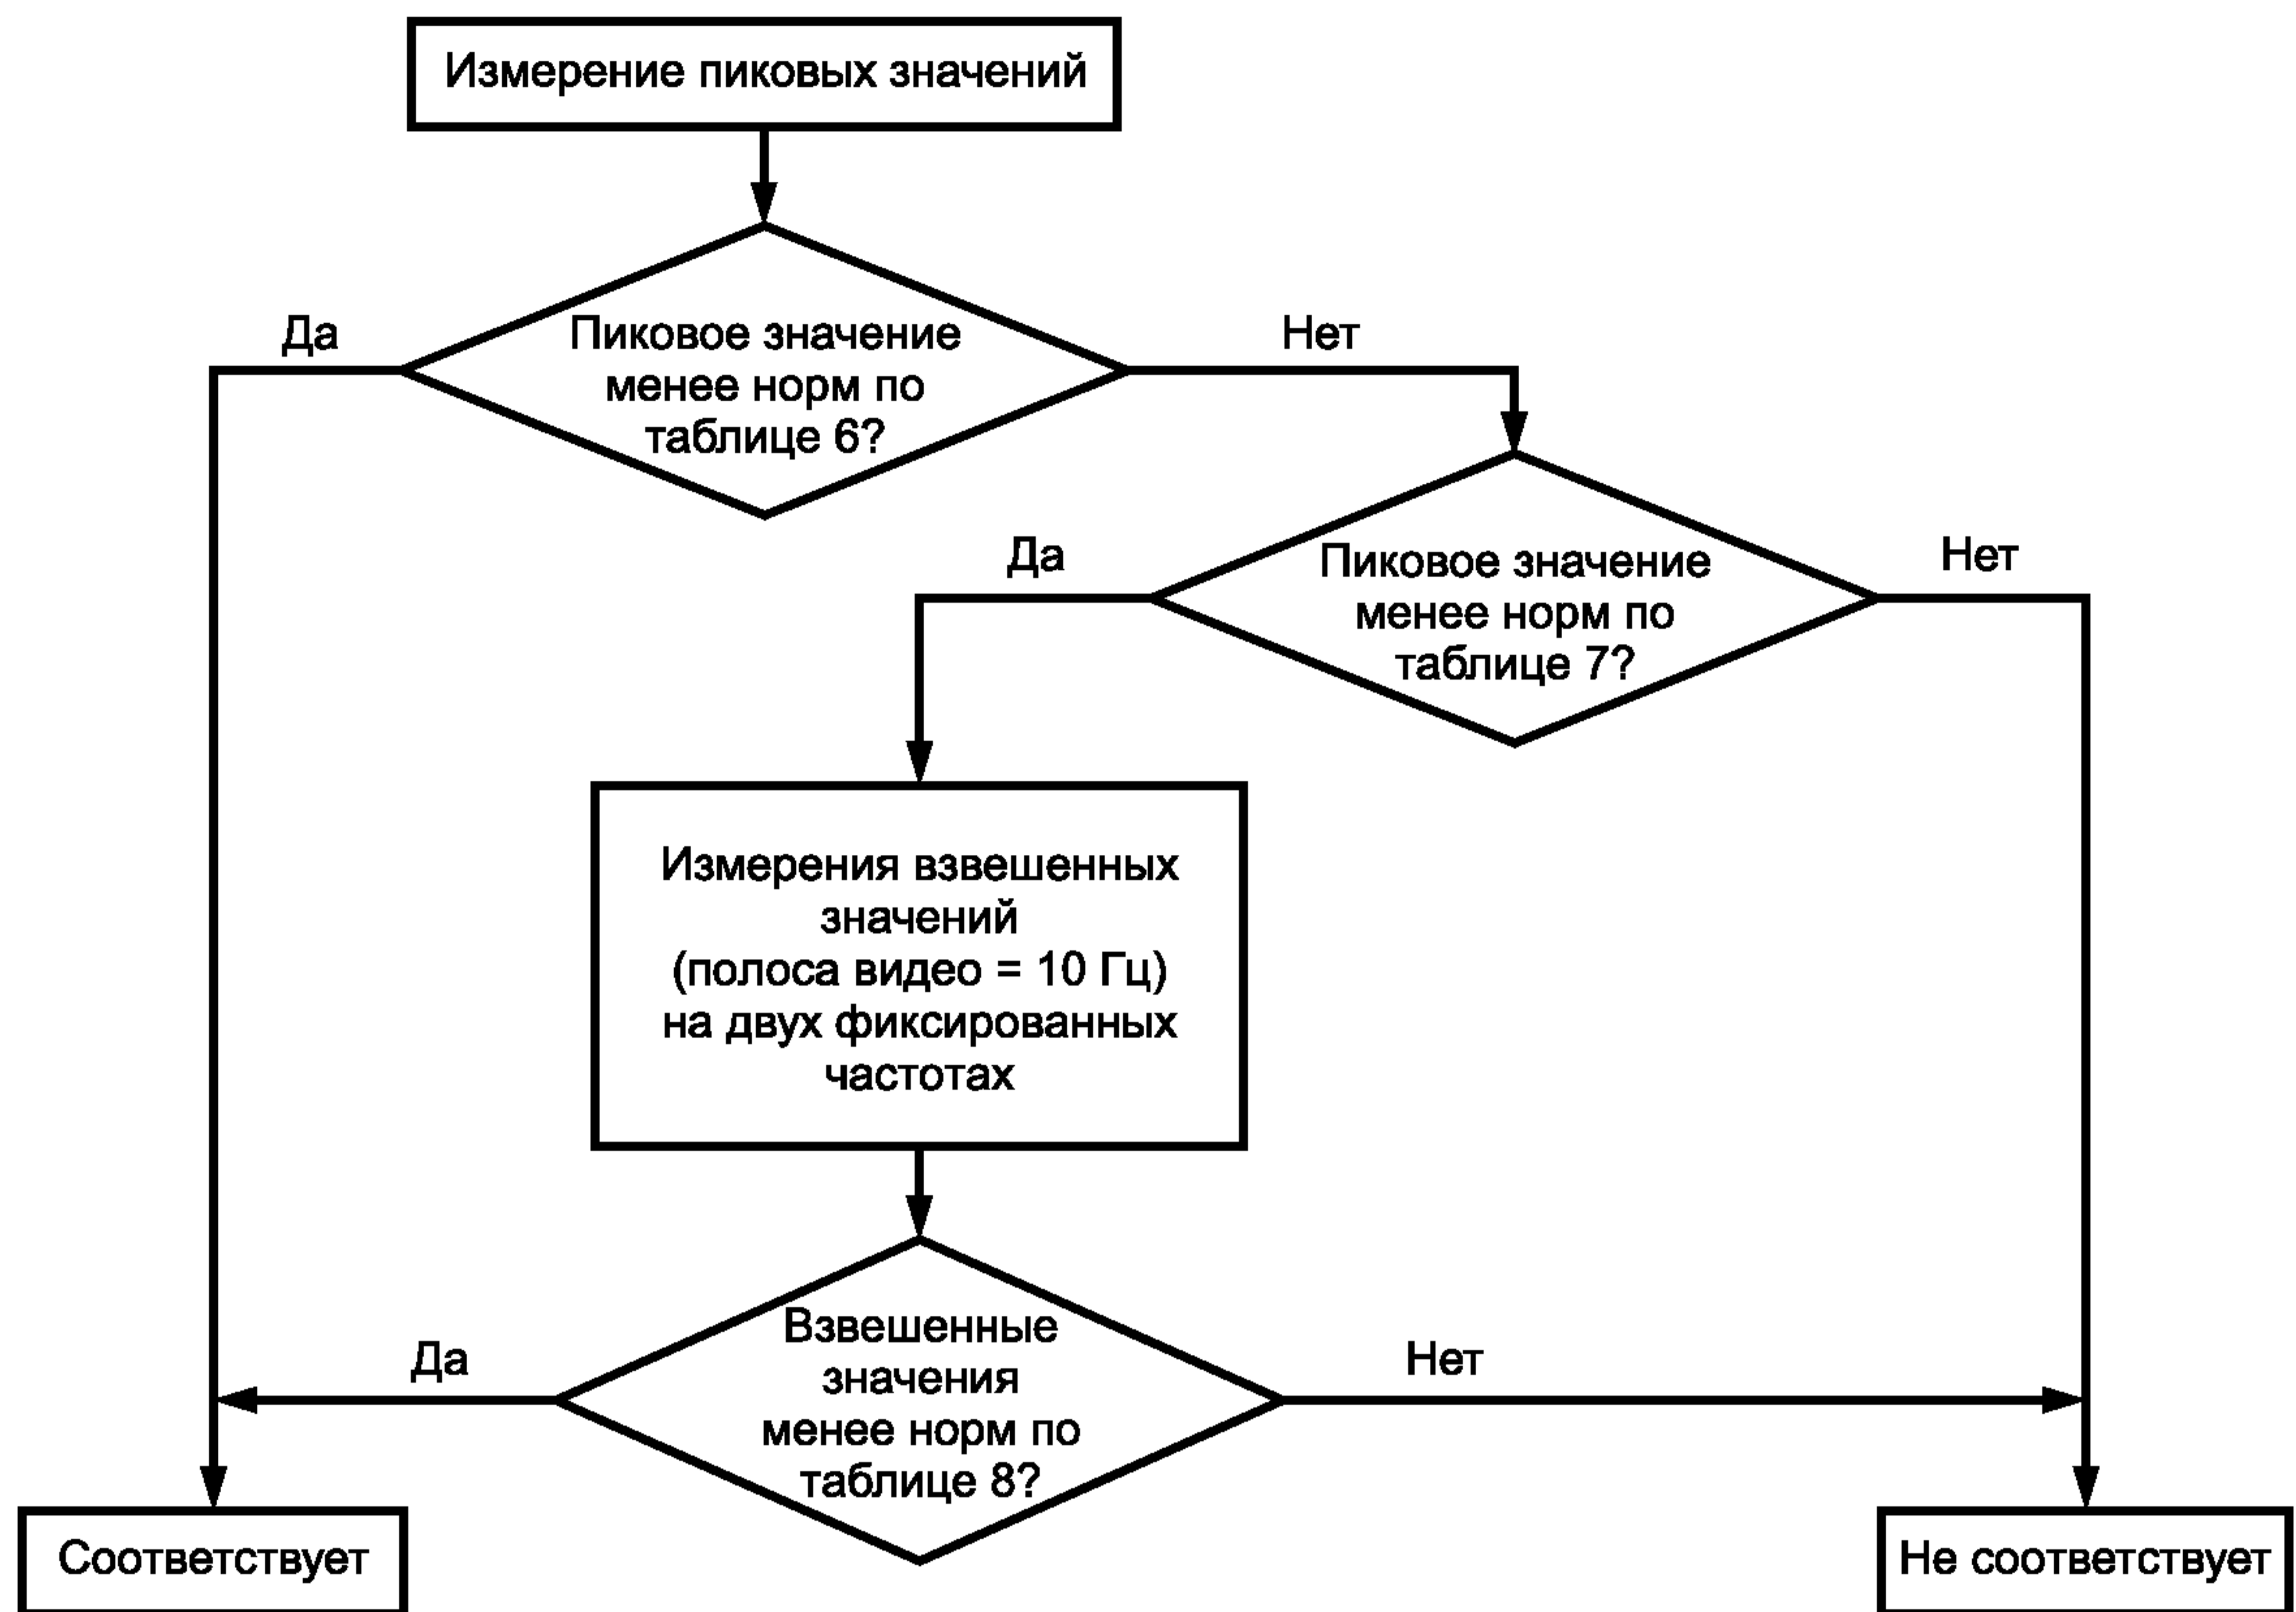 Измерение пиковых значений
Да
Пиковое значение
менее норм по
таблице 6?
Нет
Да
Пиковое значение
менее норм по
таблице 7?
Нет
Измерения взвешенных
значений
(полоса видео = 10 Гц)
на двух фиксированных
частотах
Да
Взвешенные
значения
менее норм по
таблице 8?
Нет
Соответствует
Не соответствует